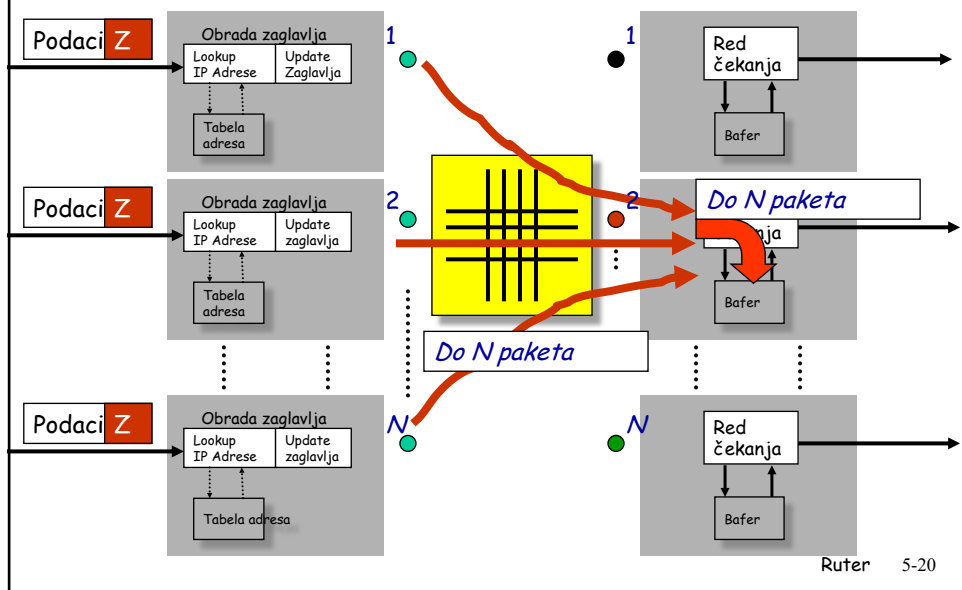 Podaci Z
Obrada zaglavlja
Lookup
IP Adrese
Update
Zaglavlja
Tabela
adresa
1
1
Red
čekanja
Bafer
Podaci Z
Obrada zaglavlja
Lookup
IP Adrese
Update
zaglavlja
Tabela
adresa
2
2
Do N paketa
Bafer
Do N paketa
Podaci Z
Obrada zaglavlja
Lookup
IP Adrese
Update
zaglavlja
Tabela adresa
N
N
Red
čekanja
Bafer
Ruter 5-20